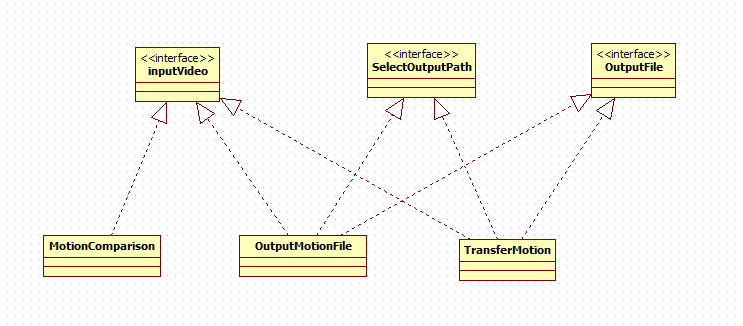 <<interface>>
inputVideo
<<interface>>
SelectOutputPath
<<interface>>
OutputFile
MotionComparison
OutputMotionFile
TransferMotion